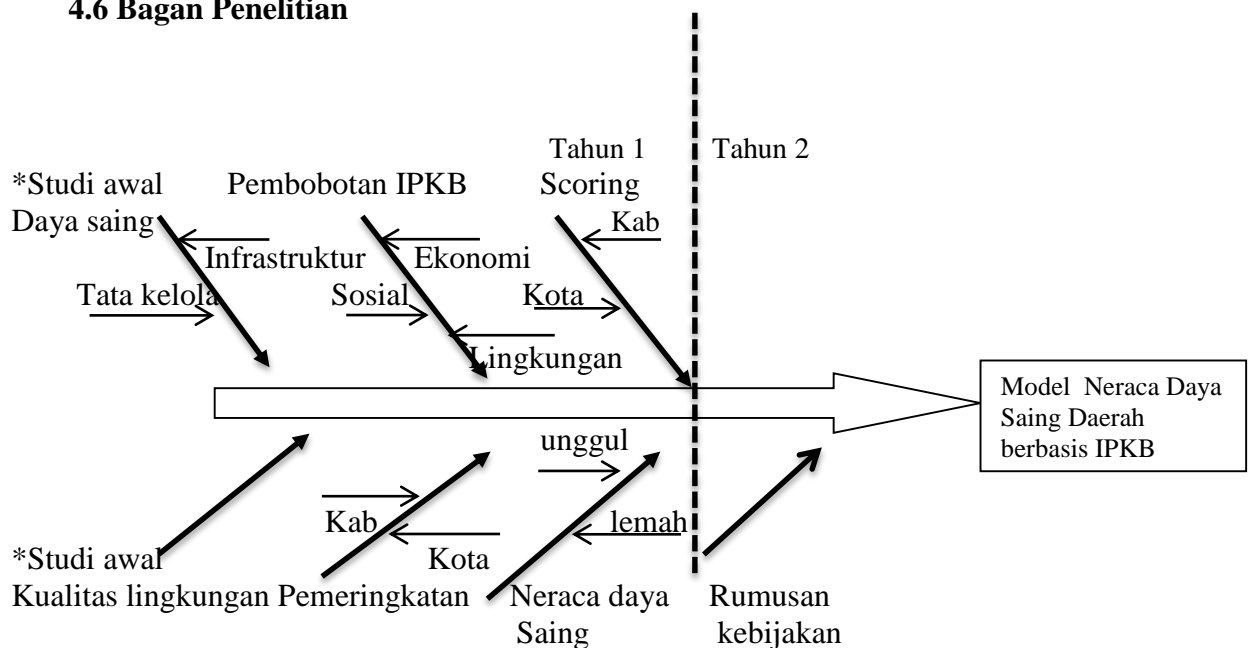 4.6 Bagan Penelitian
Tahun 1
Tahun 2
*Studi awal
Daya saing
Pembobotan IPKB
Scoring
Kab
Infrastruktur
Ekonomi
Tata kelola
Sosial
Kota
Lingkungan
Model Neraca Daya
Saing Daerah
berbasis IPKB
unggul
Kab
lemah
Kota
*Studi awal
Kualitas lingkungan
Pemeringkatan
Neraca daya
Saing
Rumusan
kebijakan